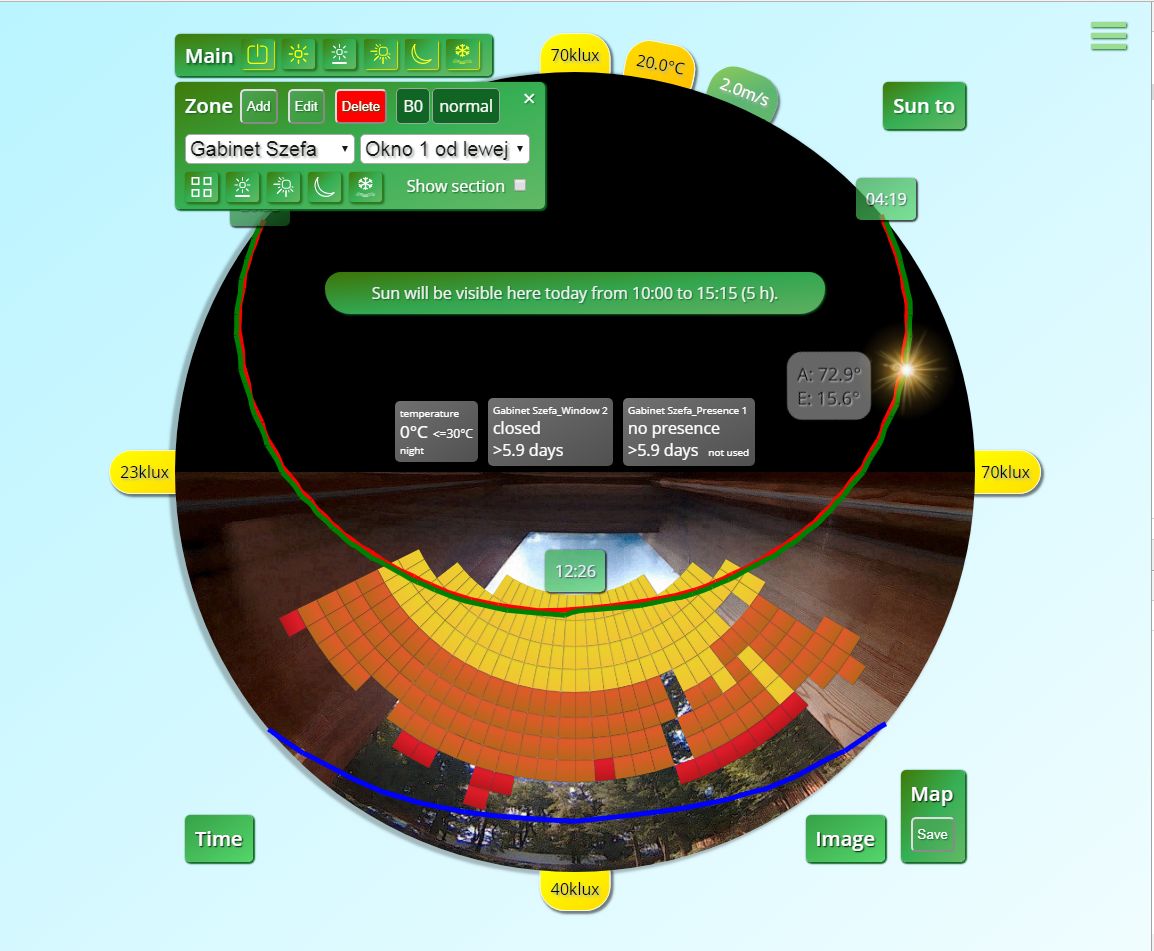 Main
70klux
20.0°C
2.0m/s
Sun to
Zone Add Edit Delete B0 normal ✕
Gabinet Szefa Okno 1 od lewej
Show section
04:19
Sun will be visible here today from 10:00 to 15:15 (5 h).
A: 72.9°
E: 15.6°
temperature
0°C <=30°C
night
Gabinet Szefa_Window 2
closed
>5.9 days
Gabinet Szefa_Presence 1
no presence
>5.9 days not used
23klux
70klux
12:26
Time
Image
Map
Save
40klux